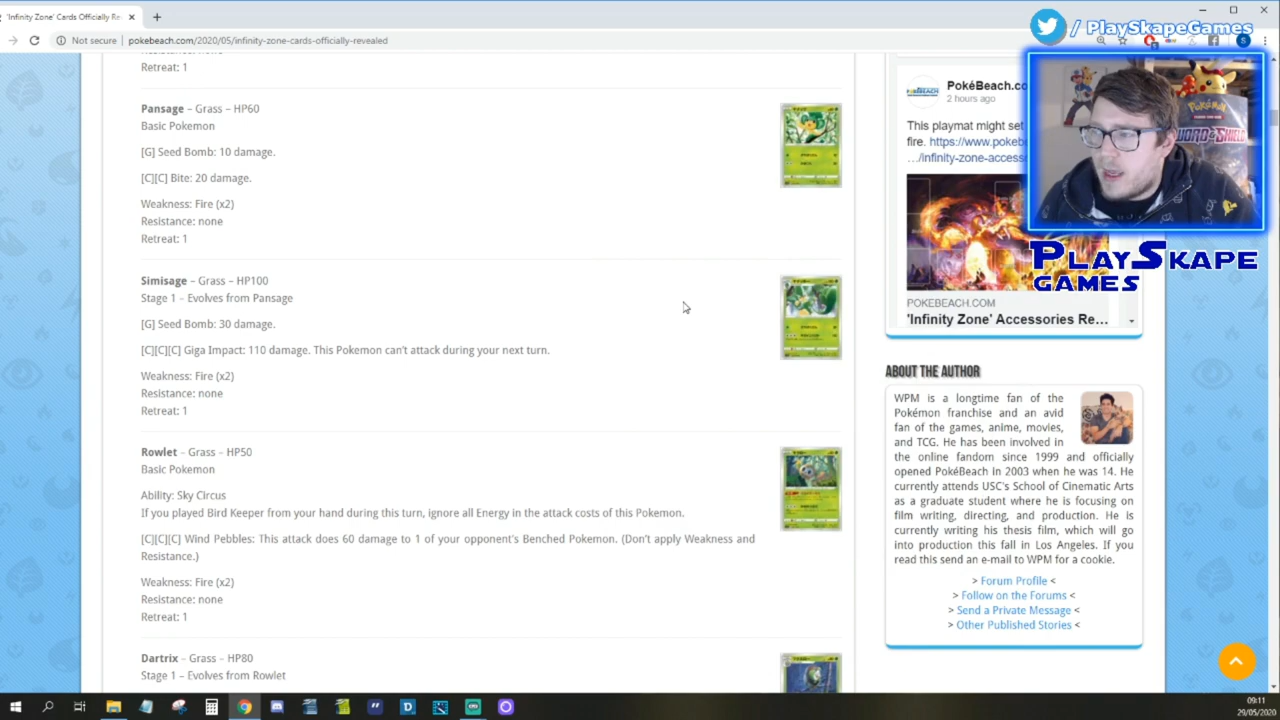 'Infinity Zone' Cards Officially Re
Not secure | pokebeach.com/2020/05/infinity-zone-cards-officially-revealed
/ PlaySkapeGames
Retreat: 1
Pansage – Grass – HP60
Basic Pokemon
[G] Seed Bomb: 10 damage.
[C][C] Bite: 20 damage.
Weakness: Fire (x2)
Resistance: none
Retreat: 1
Simisage – Grass – HP100
Stage 1 – Evolves from Pansage
[G] Seed Bomb: 30 damage.
[C][C][C] Giga Impact: 110 damage. This Pokemon can't attack during your next turn.
Weakness: Fire (x2)
Resistance: none
Retreat: 1
Rowlet – Grass – HP50
Basic Pokemon
Ability: Sky Circus
If you played Bird Keeper from your hand during this turn, ignore all Energy in the attack costs of this Pokemon.
[C][C][C] Wind Pebbles: This attack does 60 damage to 1 of your opponent's Benched Pokemon. (Don't apply Weakness and
Resistance.)
Weakness: Fire (x2)
Resistance: none
Retreat: 1
Dartrix – Grass – HP80
Stage 1 – Evolves from Rowlet
PokéBeach.co
2 hours ago
This playmat might set
fire. https://www.pokeb
…/infinity-zone-access
POKEBEACH.COM
'Infinity Zone' Accessories Re...
PLAYSKAPE
GAMES
ABOUT THE AUTHOR
WPM is a longtime fan of the
Pokémon franchise and an avid
fan of the games, anime, movies,
and TCG. He has been involved in
the online fandom since 1999 and officially
opened PokéBeach in 2003 when he was 14. He
currently attends USC's School of Cinematic Arts
as a graduate student where he is focusing on
film writing, directing, and production. He is
currently writing his thesis film, which will go
into production this fall in Los Angeles. If you
read this send an e-mail to WPM for a cookie.
> Forum Profile <
> Follow on the Forums <
> Send a Private Message <
> Other Published Stories <
09:11
29/05/2020